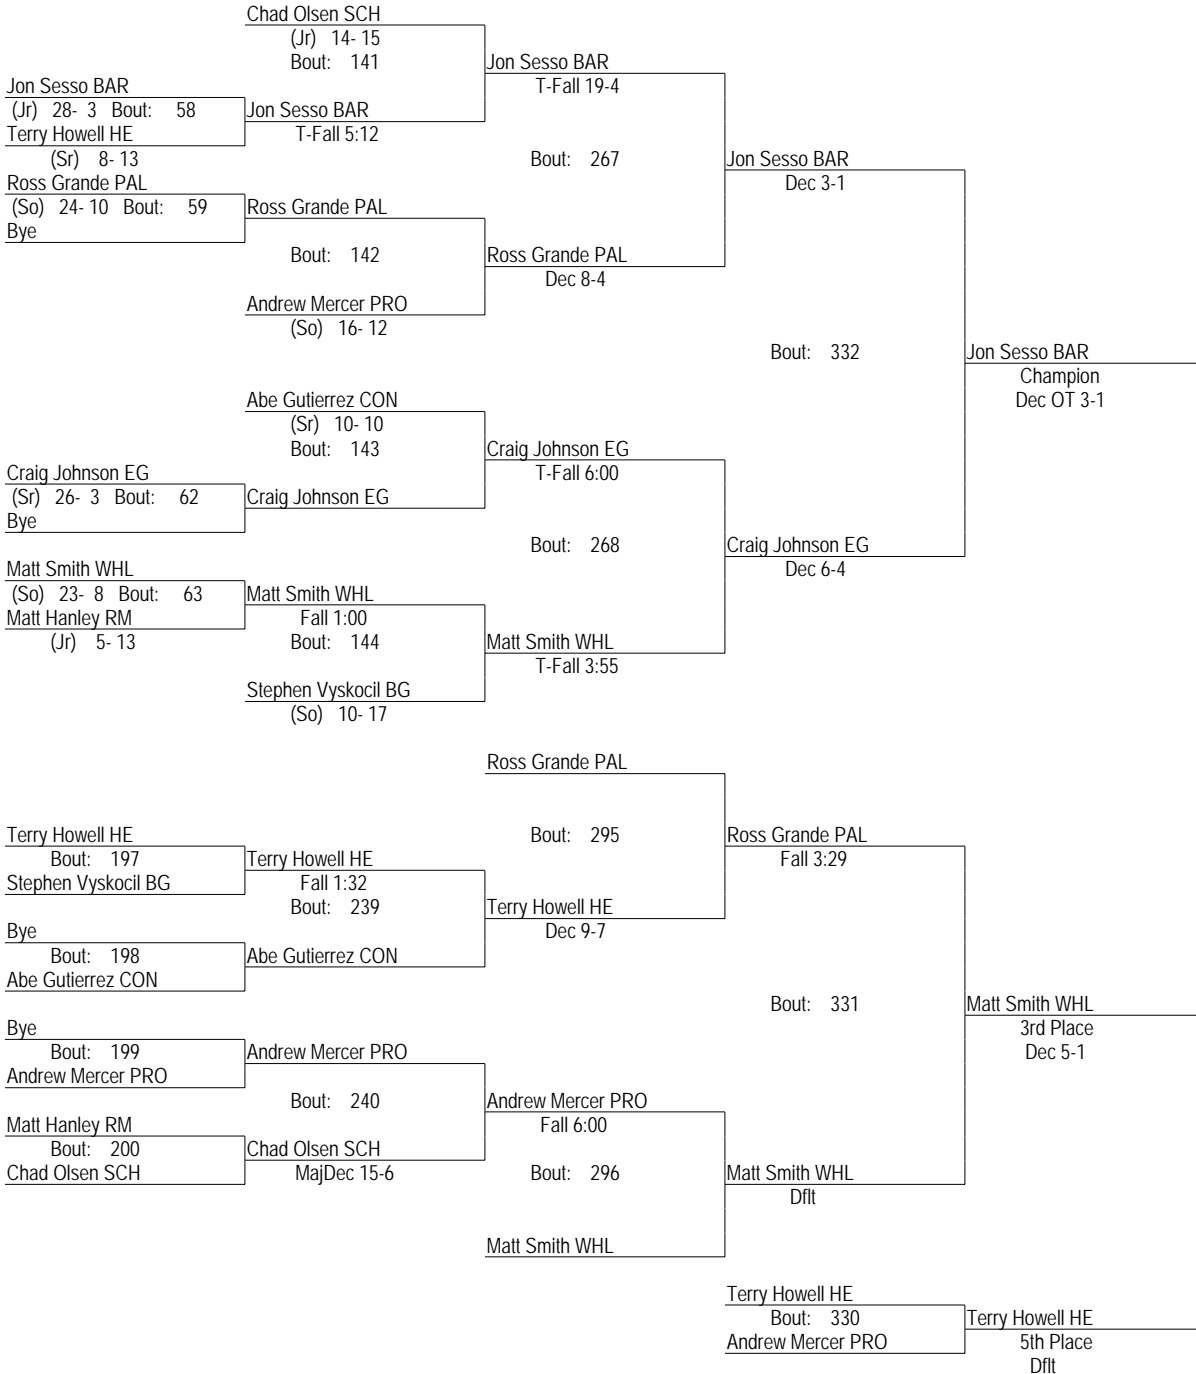 Chad Olsen SCH
(Jr) 14- 15
Bout: 141
Jon Sesso BAR
T-Fall 19-4
Jon Sesso BAR
(Jr) 28- 3 Bout: 58
Jon Sesso BAR
Terry Howell HE
T-Fall 5:12
(Sr) 8- 13
Bout: 267
Jon Sesso BAR
Dec 3-1
Ross Grande PAL
(So) 24- 10 Bout: 59
Ross Grande PAL
Bye
Bout: 142
Ross Grande PAL
Dec 8-4
Andrew Mercer PRO
(So) 16- 12
Bout: 332
Jon Sesso BAR
Champion
Dec OT 3-1
Abe Gutierrez CON
(Sr) 10- 10
Bout: 143
Craig Johnson EG
T-Fall 6:00
Craig Johnson EG
(Sr) 26- 3 Bout: 62
Craig Johnson EG
Bye
Bout: 268
Craig Johnson EG
Dec 6-4
Matt Smith WHL
(So) 23- 8 Bout: 63
Matt Smith WHL
Matt Hanley RM
Fall 1:00
(Jr) 5- 13
Bout: 144
Matt Smith WHL
T-Fall 3:55
Stephen Vyskocil BG
(So) 10- 17
Ross Grande PAL
Bout: 295
Ross Grande PAL
Fall 3:29
Terry Howell HE
Bout: 197
Terry Howell HE
Stephen Vyskocil BG
Fall 1:32
Bout: 239
Terry Howell HE
Dec 9-7
Bye
Bout: 198
Abe Gutierrez CON
Abe Gutierrez CON
Bout: 331
Matt Smith WHL
3rd Place
Dec 5-1
Bye
Bout: 199
Andrew Mercer PRO
Andrew Mercer PRO
Bout: 240
Andrew Mercer PRO
Fall 6:00
Matt Hanley RM
Bout: 200
Chad Olsen SCH
Chad Olsen SCH
MajDec 15-6
Bout: 296
Matt Smith WHL
Dflt
Matt Smith WHL
Terry Howell HE
Bout: 330
Terry Howell HE
Andrew Mercer PRO
5th Place
Dflt